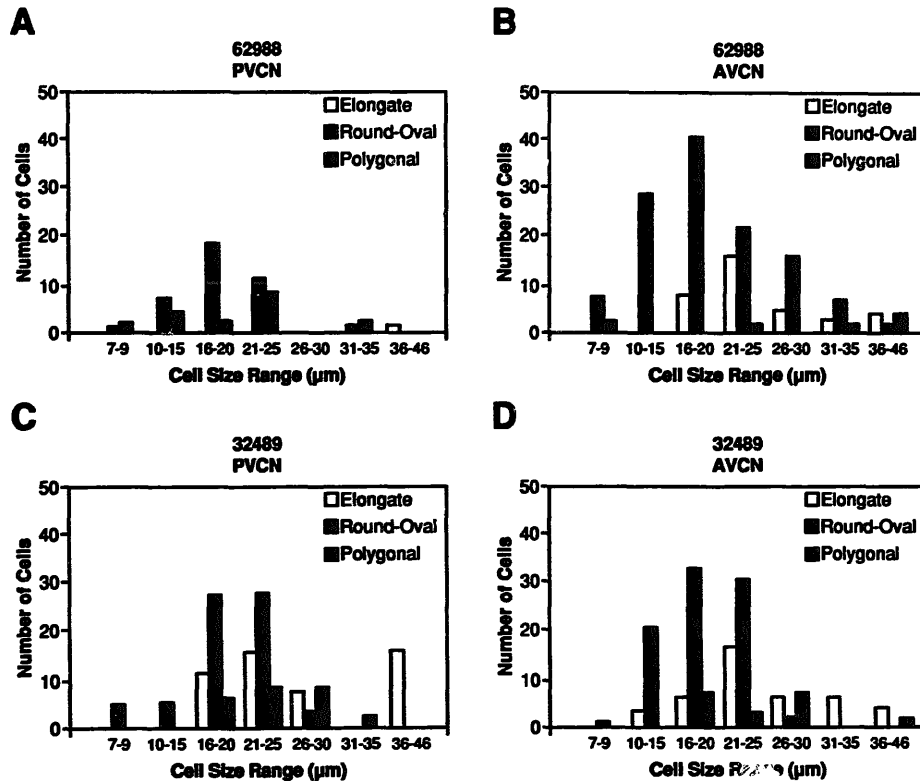 A
62988
PVCN
50
40
30
20
10
0
Number of Cells
Elongate
Round-Oval
Polygonal
7-9 10-15 16-20 21-25 26-30 31-35 36-46
Cell Size Range (µm)
B
62988
AVCN
50
40
30
20
10
0
Number of Cells
Elongate
Round-Oval
Polygonal
7-9 10-15 16-20 21-25 26-30 31-35 36-46
Cell Size Range (µm)
C
32489
PVCN
50
40
30
20
10
0
Number of Cells
Elongate
Round-Oval
Polygonal
7-9 10-15 16-20 21-25 26-30 31-35 36-46
Cell Size Range (µm)
D
32489
AVCN
50
40
30
20
10
0
Number of Cells
Elongate
Round-Oval
Polygonal
7-9 10-15 16-20 21-25 26-30 31-35 36-46
Cell Size Range (µm)